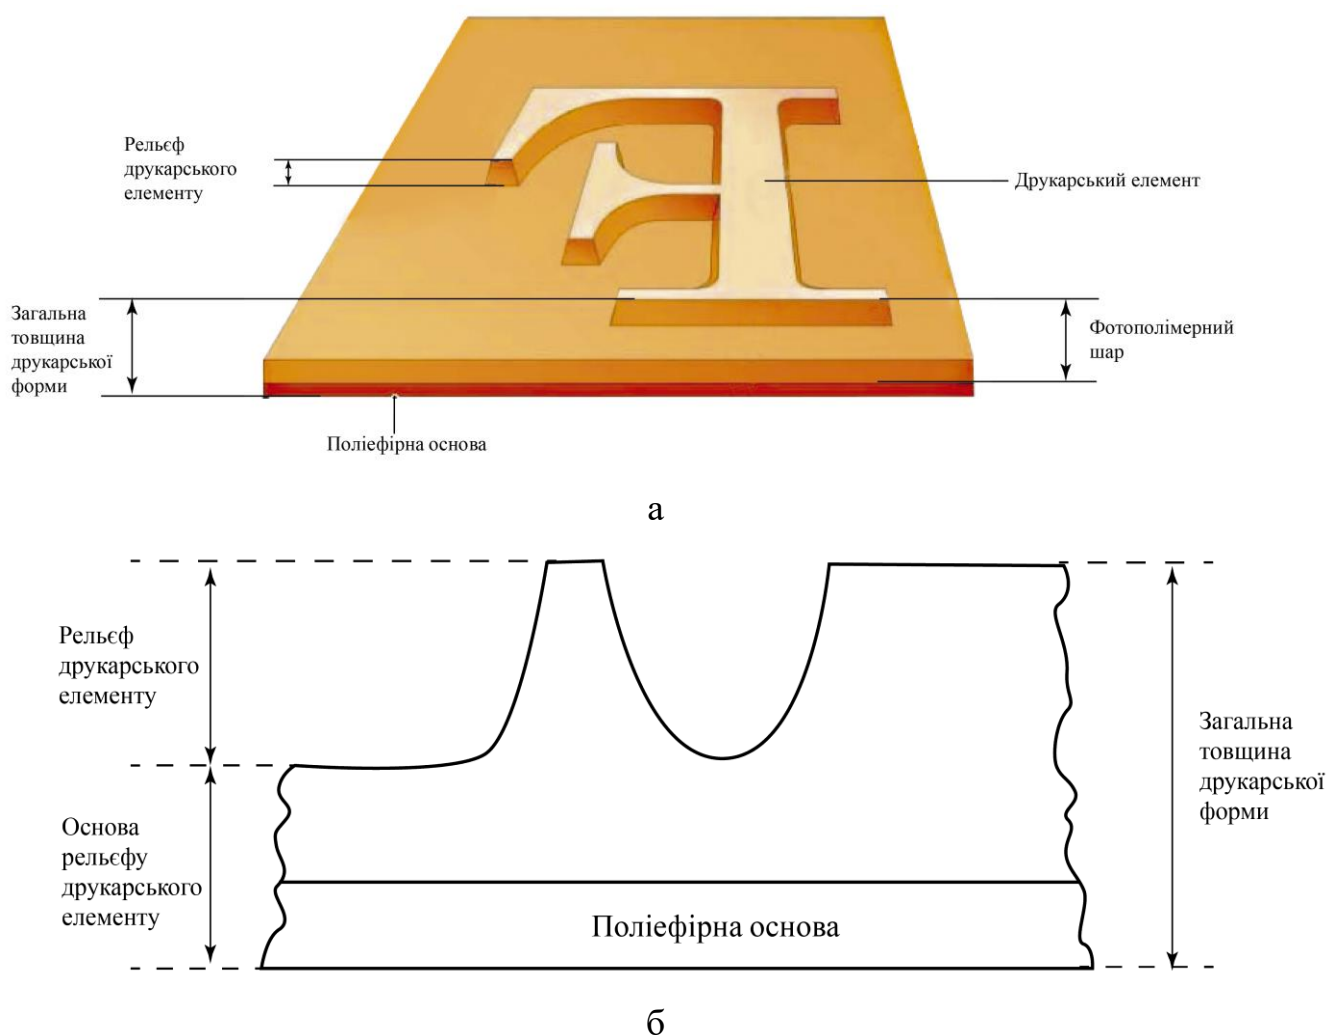 Рельєф
друкарського
елементу
Друкарський елемент
Загальна
товщина
друкарської
форми
Фотополімерний
шар
Поліефірна основа
а
Рельєф
друкарського
елементу
Загальна
товщина
друкарської
форми
Основа
рельєфу
друкарського
елементу
Поліефірна основа
б